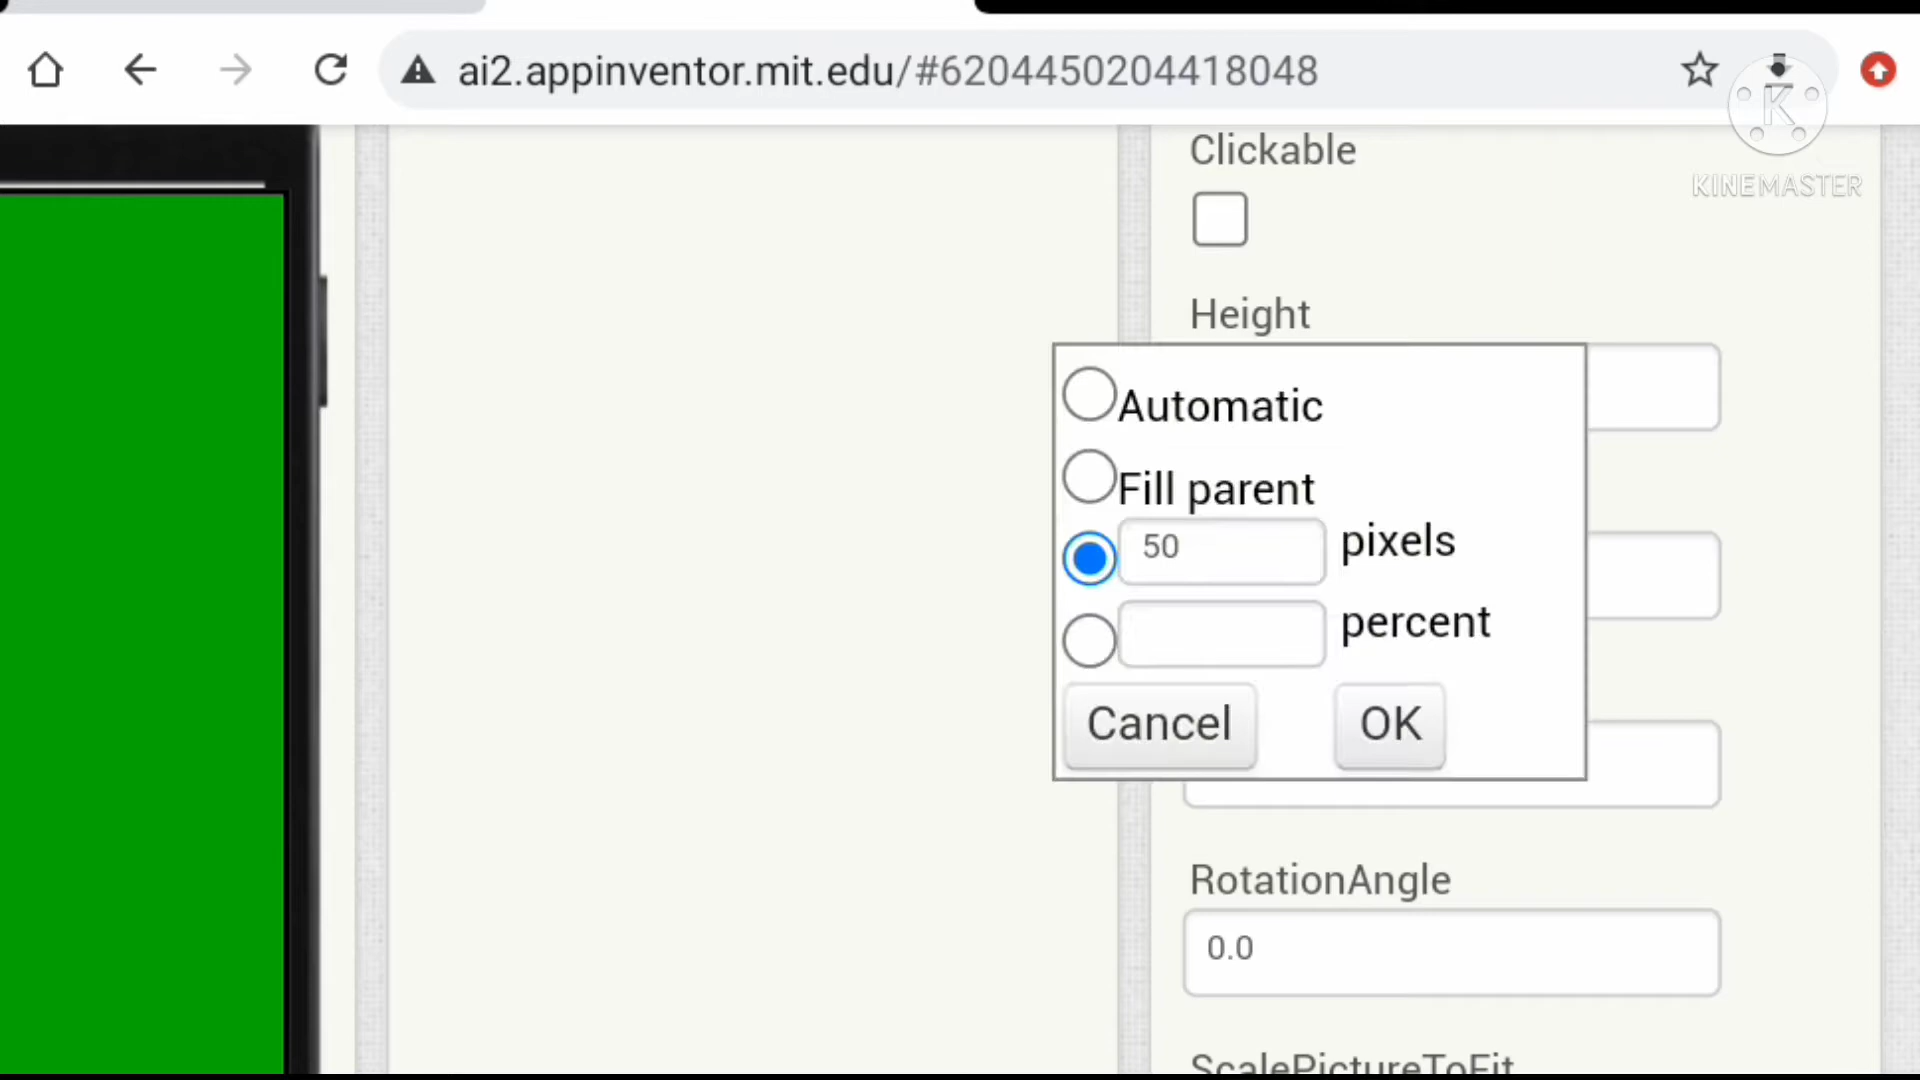 ai2.appinventor.mit.edu/#6204450204418048
K
KINEMASTER
Clickable
Height
Automatic
Fill parent
50 pixels
percent
Cancel OK
RotationAngle
0.0
ScalePictureToFit